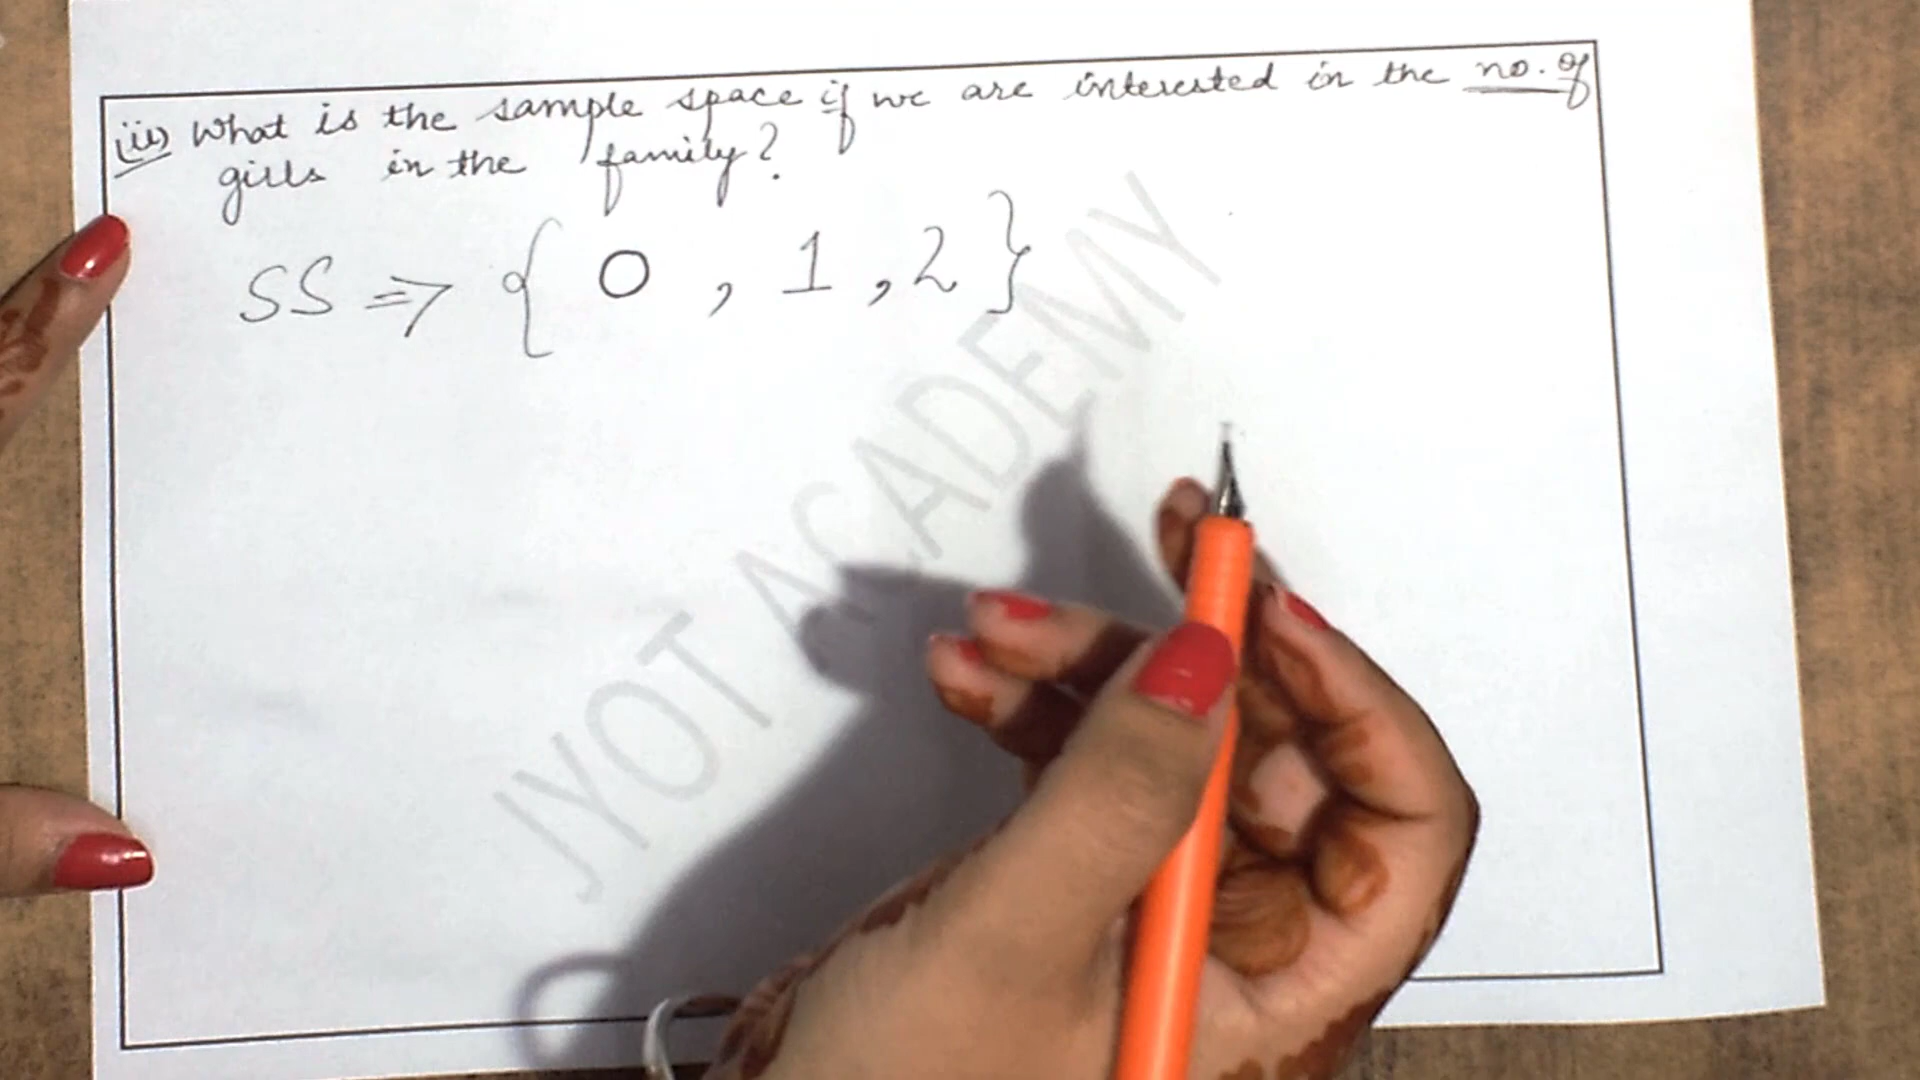 (ii) What is the sample space if we are interested in the no. of
girls in the family?
SS => { 0 , 1 , 2 }
JYOT ACADEMY